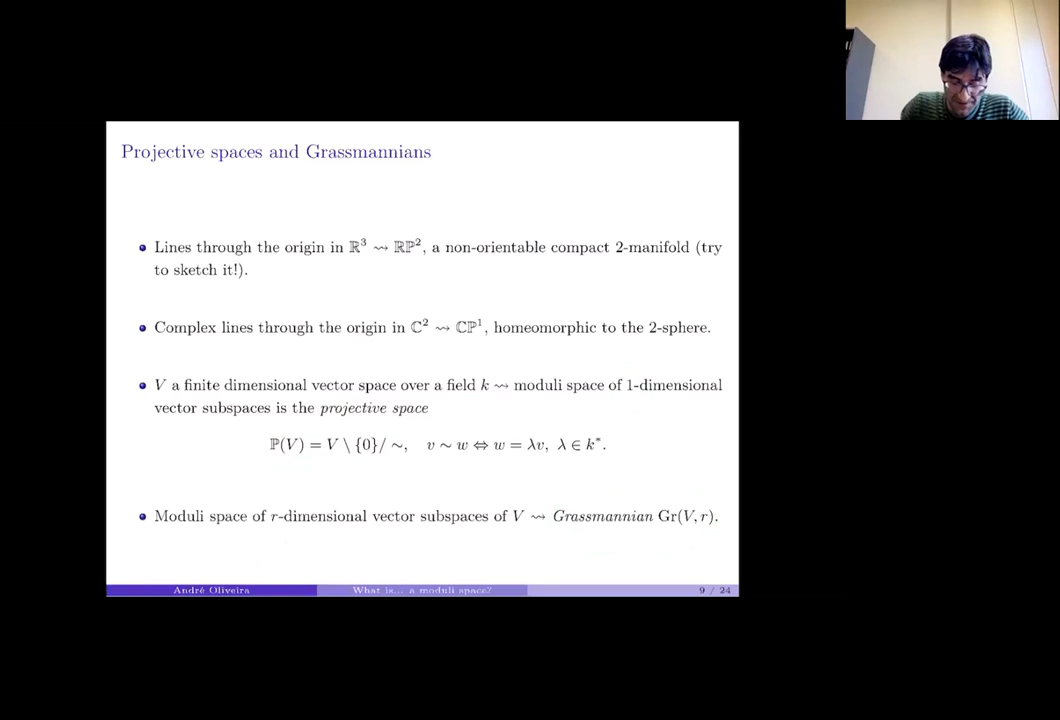 Projective spaces and Grassmannians
Lines through the origin in ℝ³ ⇝ ℝℙ², a non-orientable compact 2-manifold (try
to sketch it!).
Complex lines through the origin in ℂ² ⇝ ℂℙ¹, homeomorphic to the 2-sphere.
V a finite dimensional vector space over a field k ⇝ moduli space of 1-dimensional
vector subspaces is the projective space
ℙ(V) = V \ {0}/ ∼, v ∼ w ⇔ w = λv, λ ∈ k*.
Moduli space of r-dimensional vector subspaces of V ⇝ Grassmannian Gr(V, r).
André Oliveira What is... a moduli space? 9 / 24